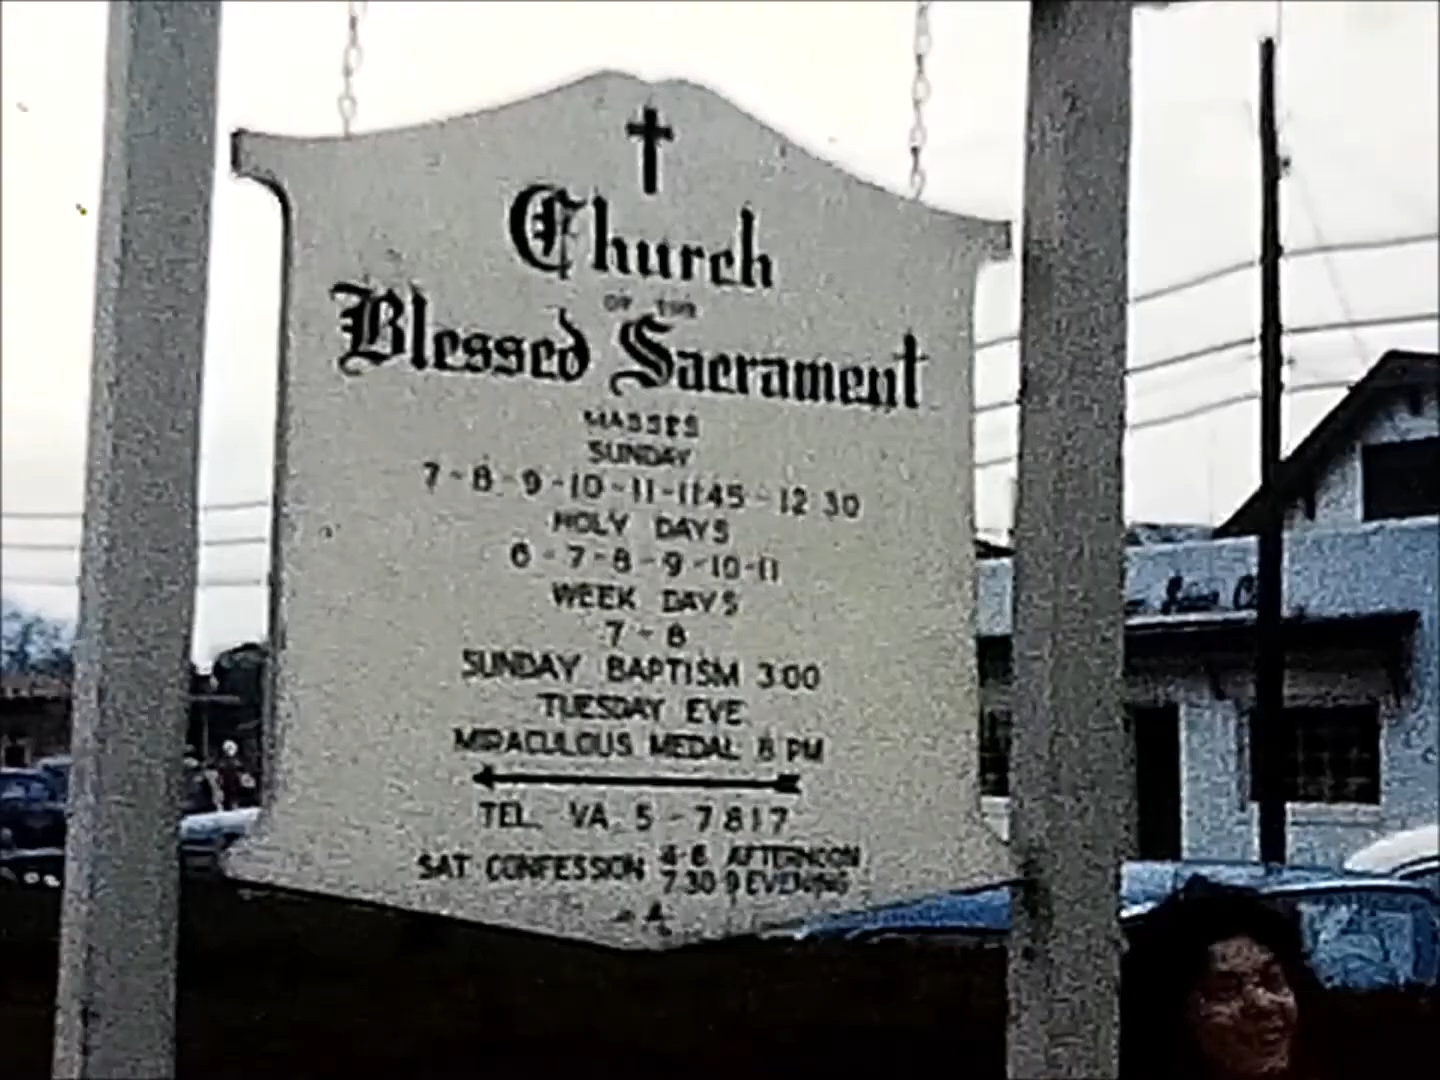 Church
OF THE
Blessed Sacrament
MASSES
SUNDAY
7-8-9-10-11-11:45-12 30
HOLY DAYS
6-7-8-9-10-11
WEEK DAYS
7-8
SUNDAY BAPTISM 3:00
TUESDAY EVE
MIRACULOUS MEDAL 8 PM
TEL. VA. 5-7817
SAT CONFESSION 4-6 AFTERNOON
7.30 9 EVENING